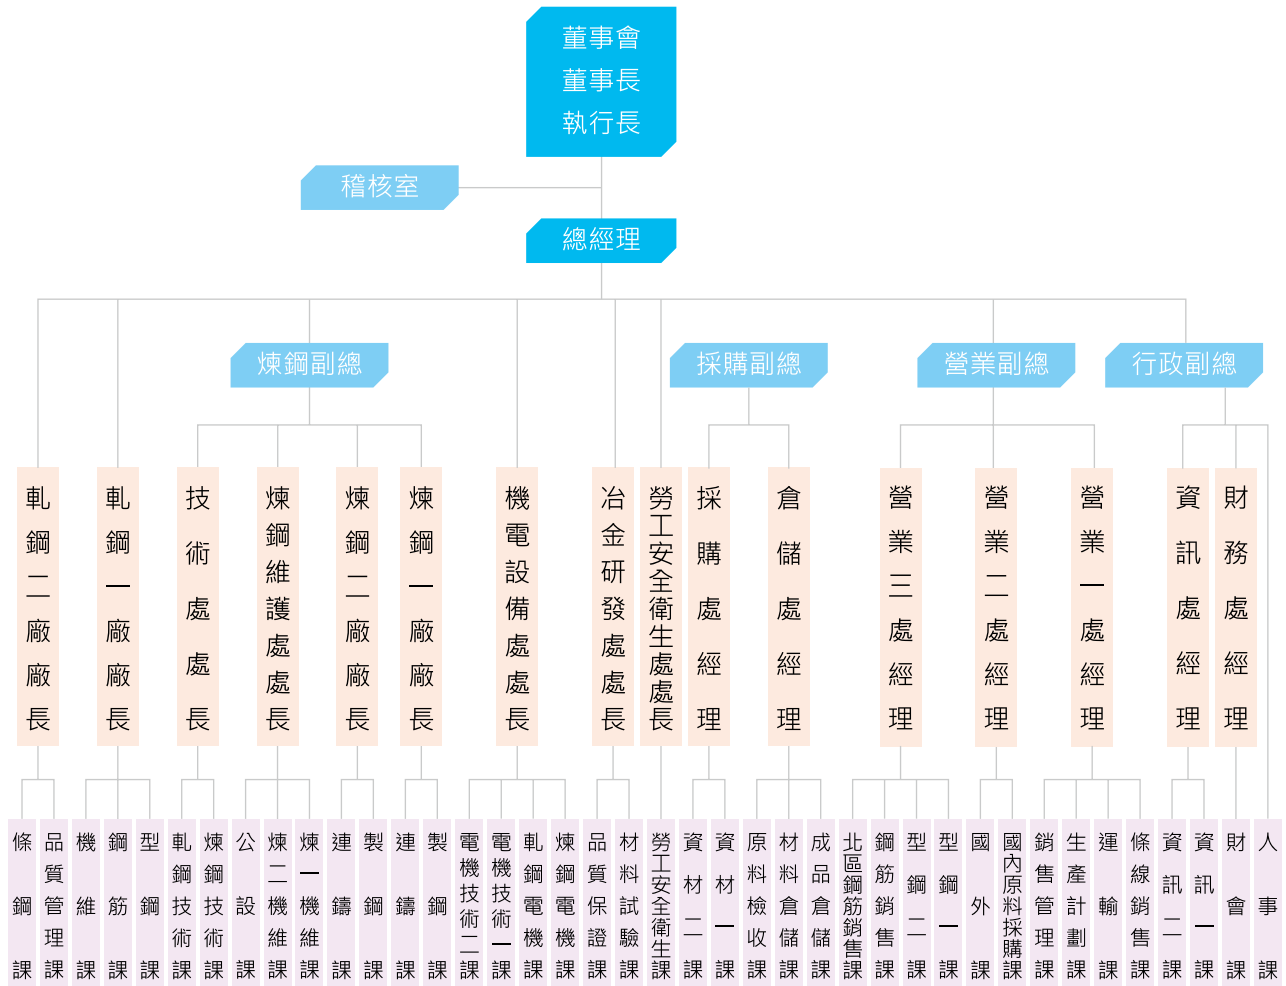 董事會
董事長
執行長
稽核室
總經理
煉鋼副總
採購副總
營業副總
行政副總
軋鋼二廠廠長
軋鋼一廠廠長
技術處處長
煉鋼維護處處長
煉鋼二廠廠長
煉鋼一廠廠長
機電設備處處長
冶金研發處處長
勞工安全衛生處處長
採購處經理
倉儲處經理
營業三處經理
營業二處經理
營業一處經理
資訊處經理
財務處經理
條鋼課
品質管理課
機維課
鋼筋課
型鋼課
軋鋼技術課
煉鋼技術課
公設課
煉二機維課
煉一機維課
連鑄課
製鋼課
連鑄課
製鋼課
電機技術二課
電機技術一課
軋鋼電機課
煉鋼電機課
品質保證課
材料試驗課
勞工安全衛生課
資材二課
資材一課
原料檢收課
材料倉儲課
成品倉儲課
北區鋼筋銷售課
鋼筋銷售課
型鋼二課
型鋼一課
國外課
國內原料採購課
銷售管理課
生產計劃課
運輸課
條線銷售課
資訊二課
資訊一課
財會課
人事課